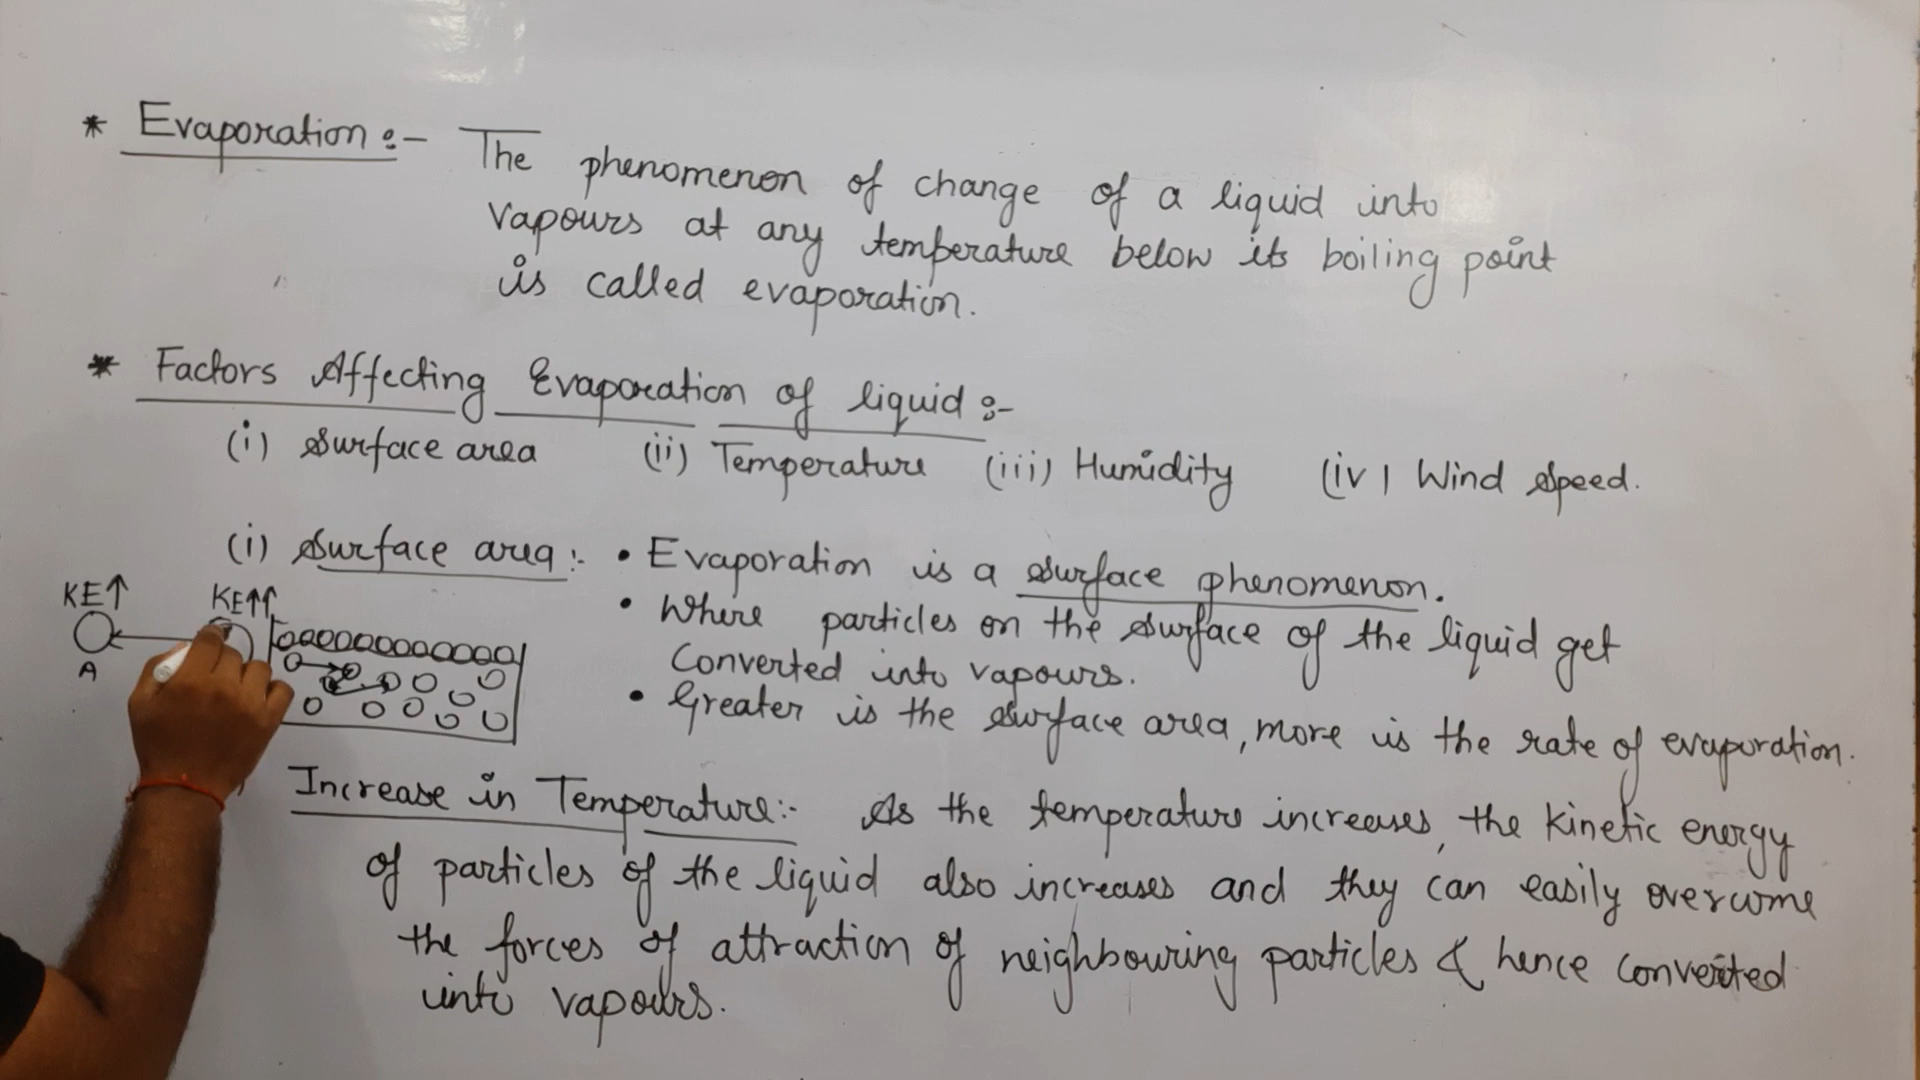 * Evaporation :- The phenomenon of change of a liquid into
vapours at any temperature below its boiling point
is called evaporation.
* Factors Affecting Evaporation of liquid :-
(i) Surface area (ii) Temperature (iii) Humidity (iv) Wind Speed.
(i) Surface area :- • Evaporation is a surface phenomenon.
KE↑ KE↑↑
• Where particles on the surface of the liquid get
A
Converted into vapours.
• Greater is the surface area, more is the rate of evaporation.
Increase in Temperature :- As the temperature increases, the kinetic energy
of particles of the liquid also increases and they can easily overcome
the forces of attraction of neighbouring particles & hence converted
into vapours.